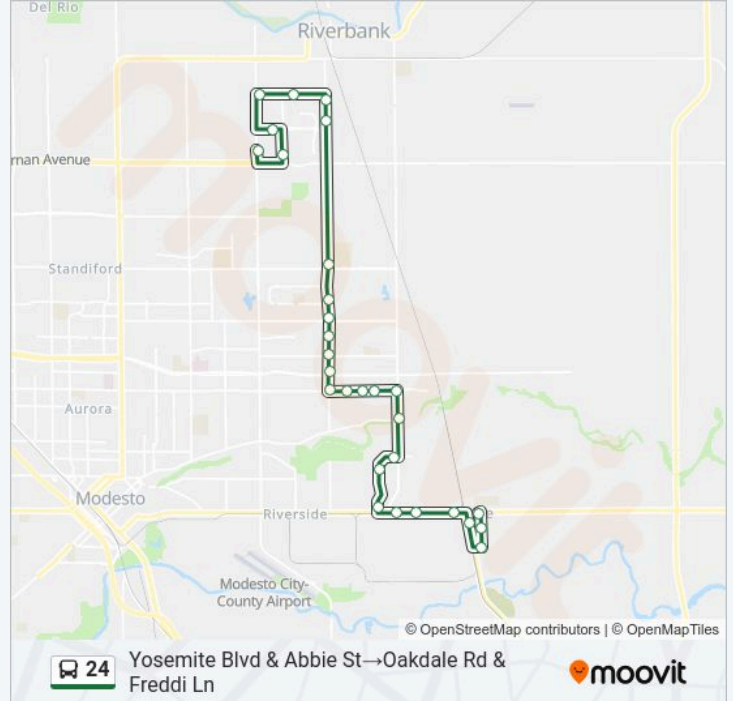 Del Rio
Riverbank
rnan Avenue
Standiford
Aurora
Modesto
Riverside
e
Modesto City-
County Airport
moovit
© OpenStreetMap contributors | © OpenMapTiles
24
Yosemite Blvd & Abbie St→Oakdale Rd &
Freddi Ln
moovit